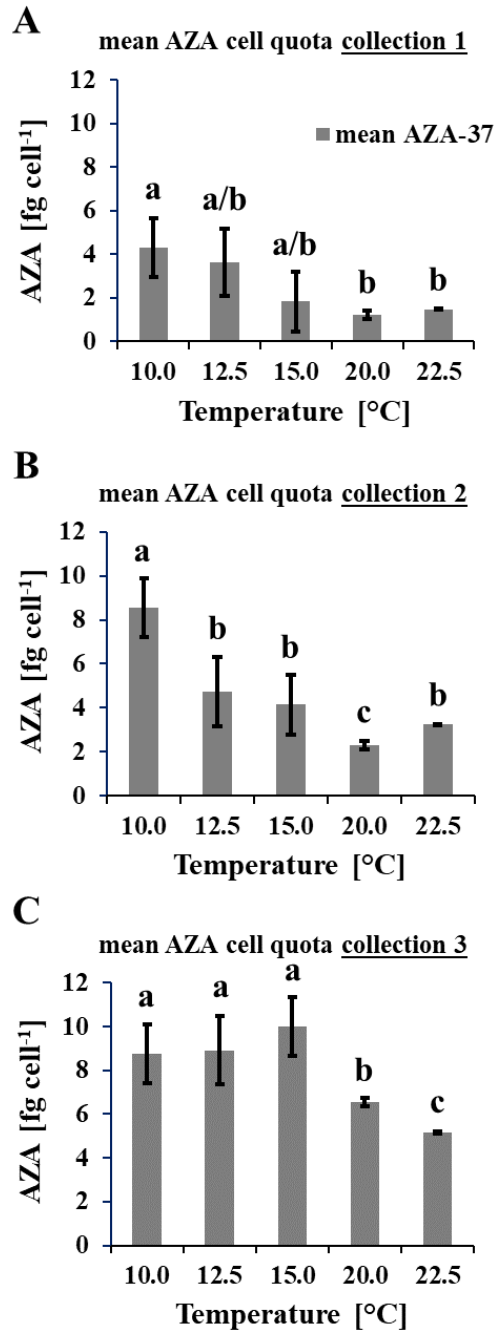 A
mean AZA cell quota collection 1
12
10
8
6
4
2
0
AZA [fg cell⁻¹]
mean AZA-37
a
a/b
a/b
b
b
10.0 12.5 15.0 20.0 22.5
Temperature [°C]
B
mean AZA cell quota collection 2
12
10
8
6
4
2
0
AZA [fg cell⁻¹]
a
b
b
c
b
10.0 12.5 15.0 20.0 22.5
Temperature [°C]
C
mean AZA cell quota collection 3
12
10
8
6
4
2
0
AZA [fg cell⁻¹]
a
a
a
b
c
10.0 12.5 15.0 20.0 22.5
Temperature [°C]